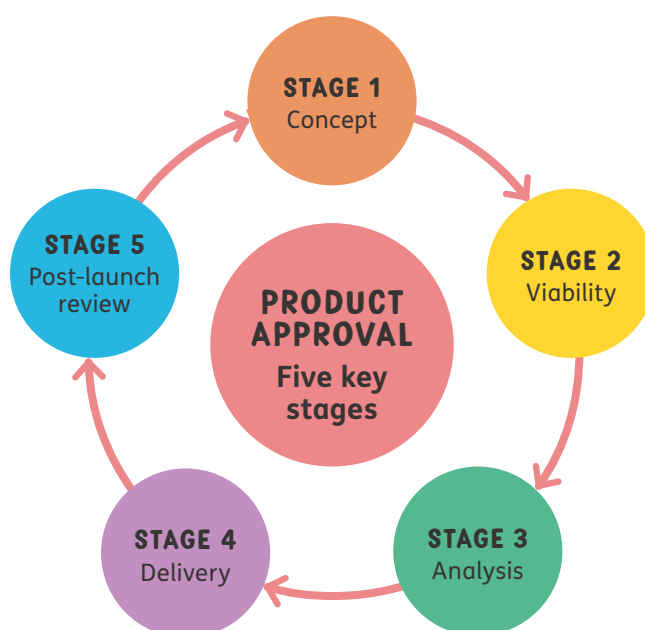 STAGE 1
Concept
STAGE 2
Viability
STAGE 3
Analysis
STAGE 4
Delivery
STAGE 5
Post-launch
review
PRODUCT
APPROVAL
Five key
stages